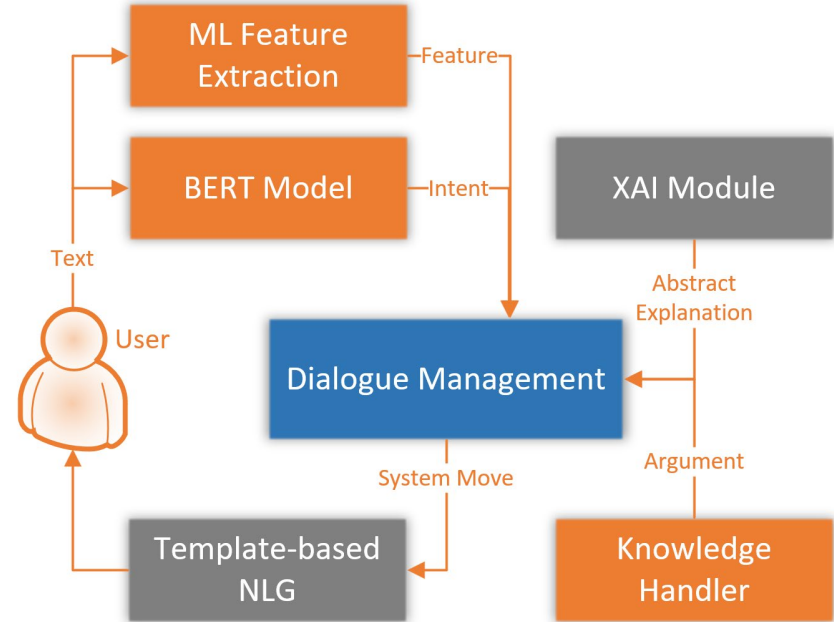 ML Feature
Extraction
Feature
BERT Model
Intent
XAI Module
Text
Abstract
Explanation
User
Dialogue Management
System Move
Argument
Template-based
NLG
Knowledge
Handler